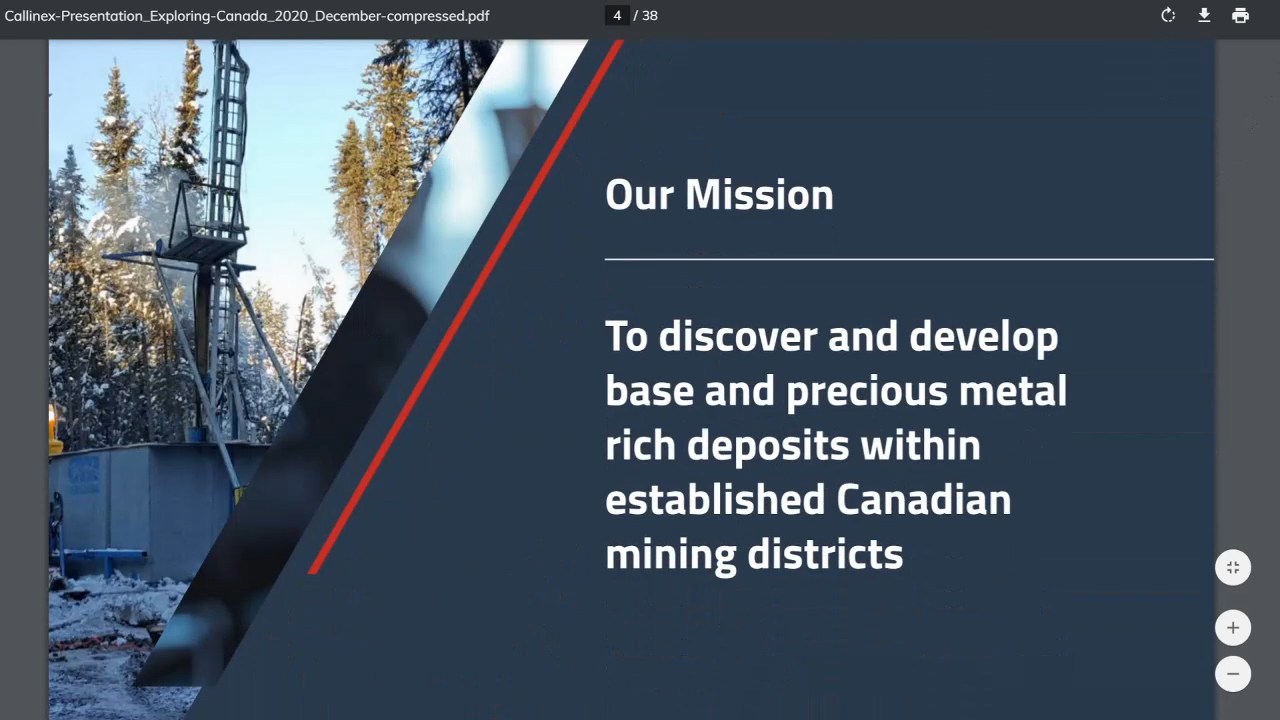 Callinex-Presentation_Exploring-Canada_2020_December-compressed.pdf
4 / 38
Our Mission
To discover and develop
base and precious metal
rich deposits within
established Canadian
mining districts